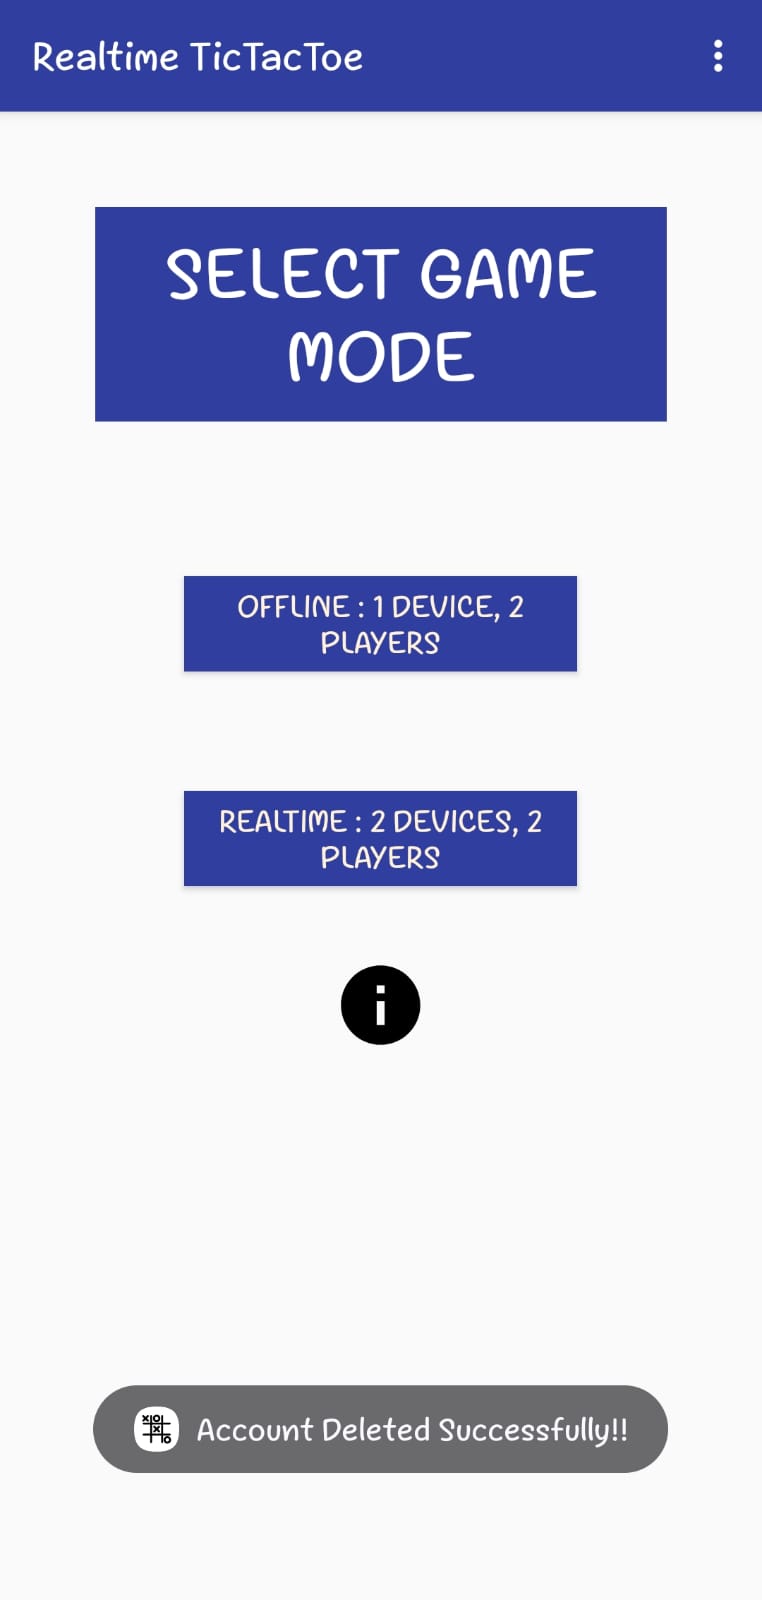 Realtime TicTacToe
SELECT GAME
MODE
OFFLINE : 1 DEVICE, 2
PLAYERS
REALTIME : 2 DEVICES, 2
PLAYERS
i
Account Deleted Successfully!!